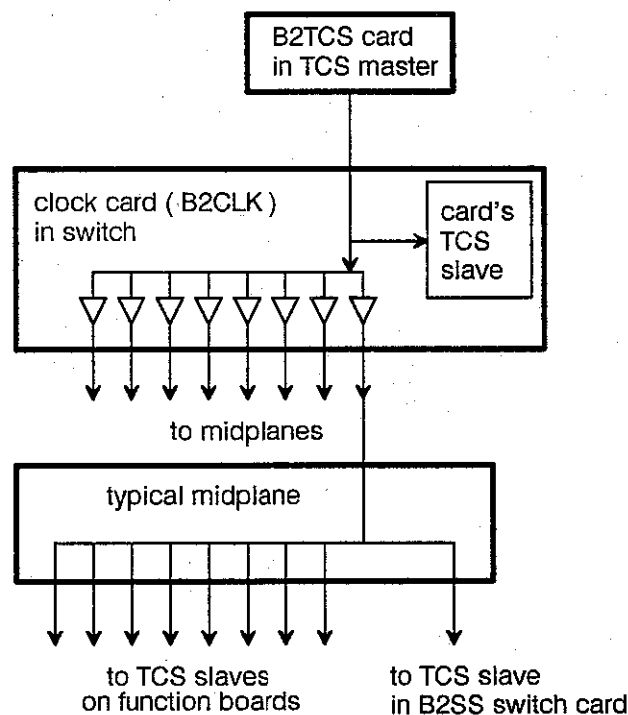 B2TCS card
in TCS master
clock card ( B2CLK )
in switch
card's
TCS
slave
to midplanes
typical midplane
to TCS slaves
on function boards
to TCS slave
in B2SS switch card